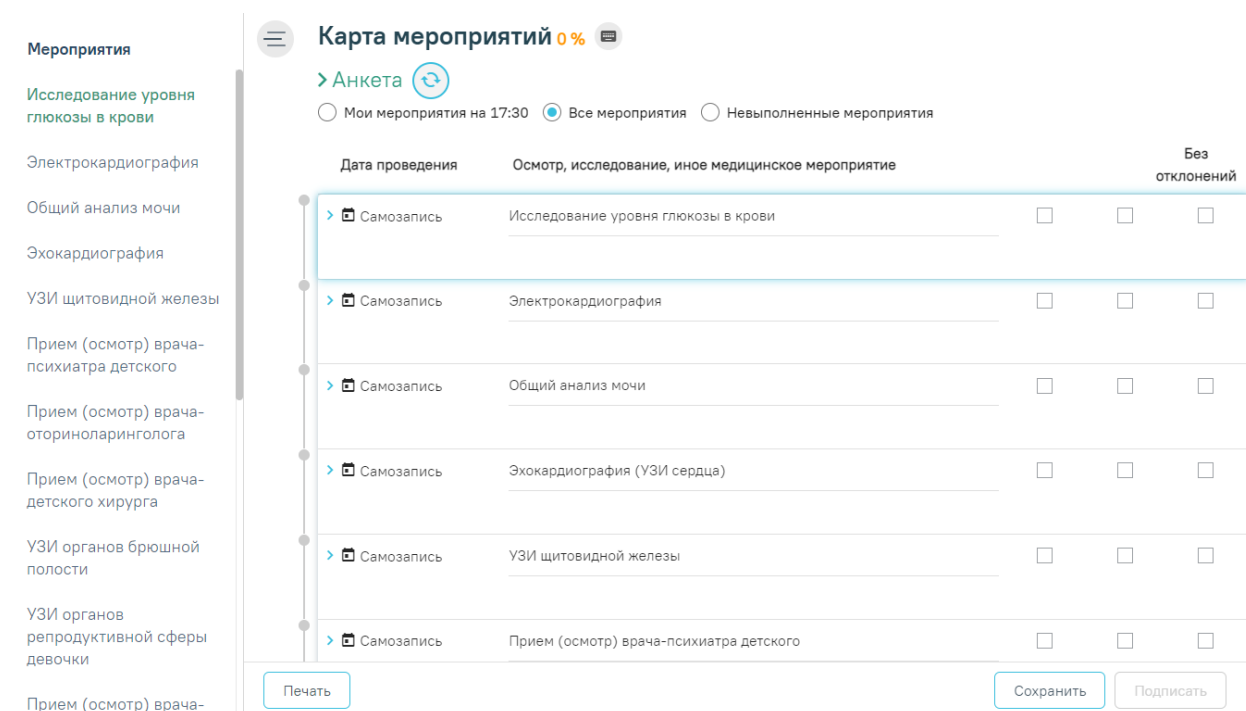 Мероприятия
Исследование уровня
глюкозы в крови
Электрокардиография
Общий анализ мочи
Эхокардиография
УЗИ щитовидной железы
Прием (осмотр) врача-
психиатра детского
Прием (осмотр) врача-
оториноларинголога
Прием (осмотр) врача-
детского хирурга
УЗИ органов брюшной
полости
УЗИ органов
репродуктивной сферы
девочки
Прием (осмотр) врача-
Карта мероприятий 0 %
Анкета
Мои мероприятия на 17:30 Все мероприятия Невыполненные мероприятия
Дата проведения Осмотр, исследование, иное медицинское мероприятие Без
отклонений
Самозапись Исследование уровня глюкозы в крови
Самозапись Электрокардиография
Самозапись Общий анализ мочи
Самозапись Эхокардиография (УЗИ сердца)
Самозапись УЗИ щитовидной железы
Самозапись Прием (осмотр) врача-психиатра детского
Печать Сохранить Подписать